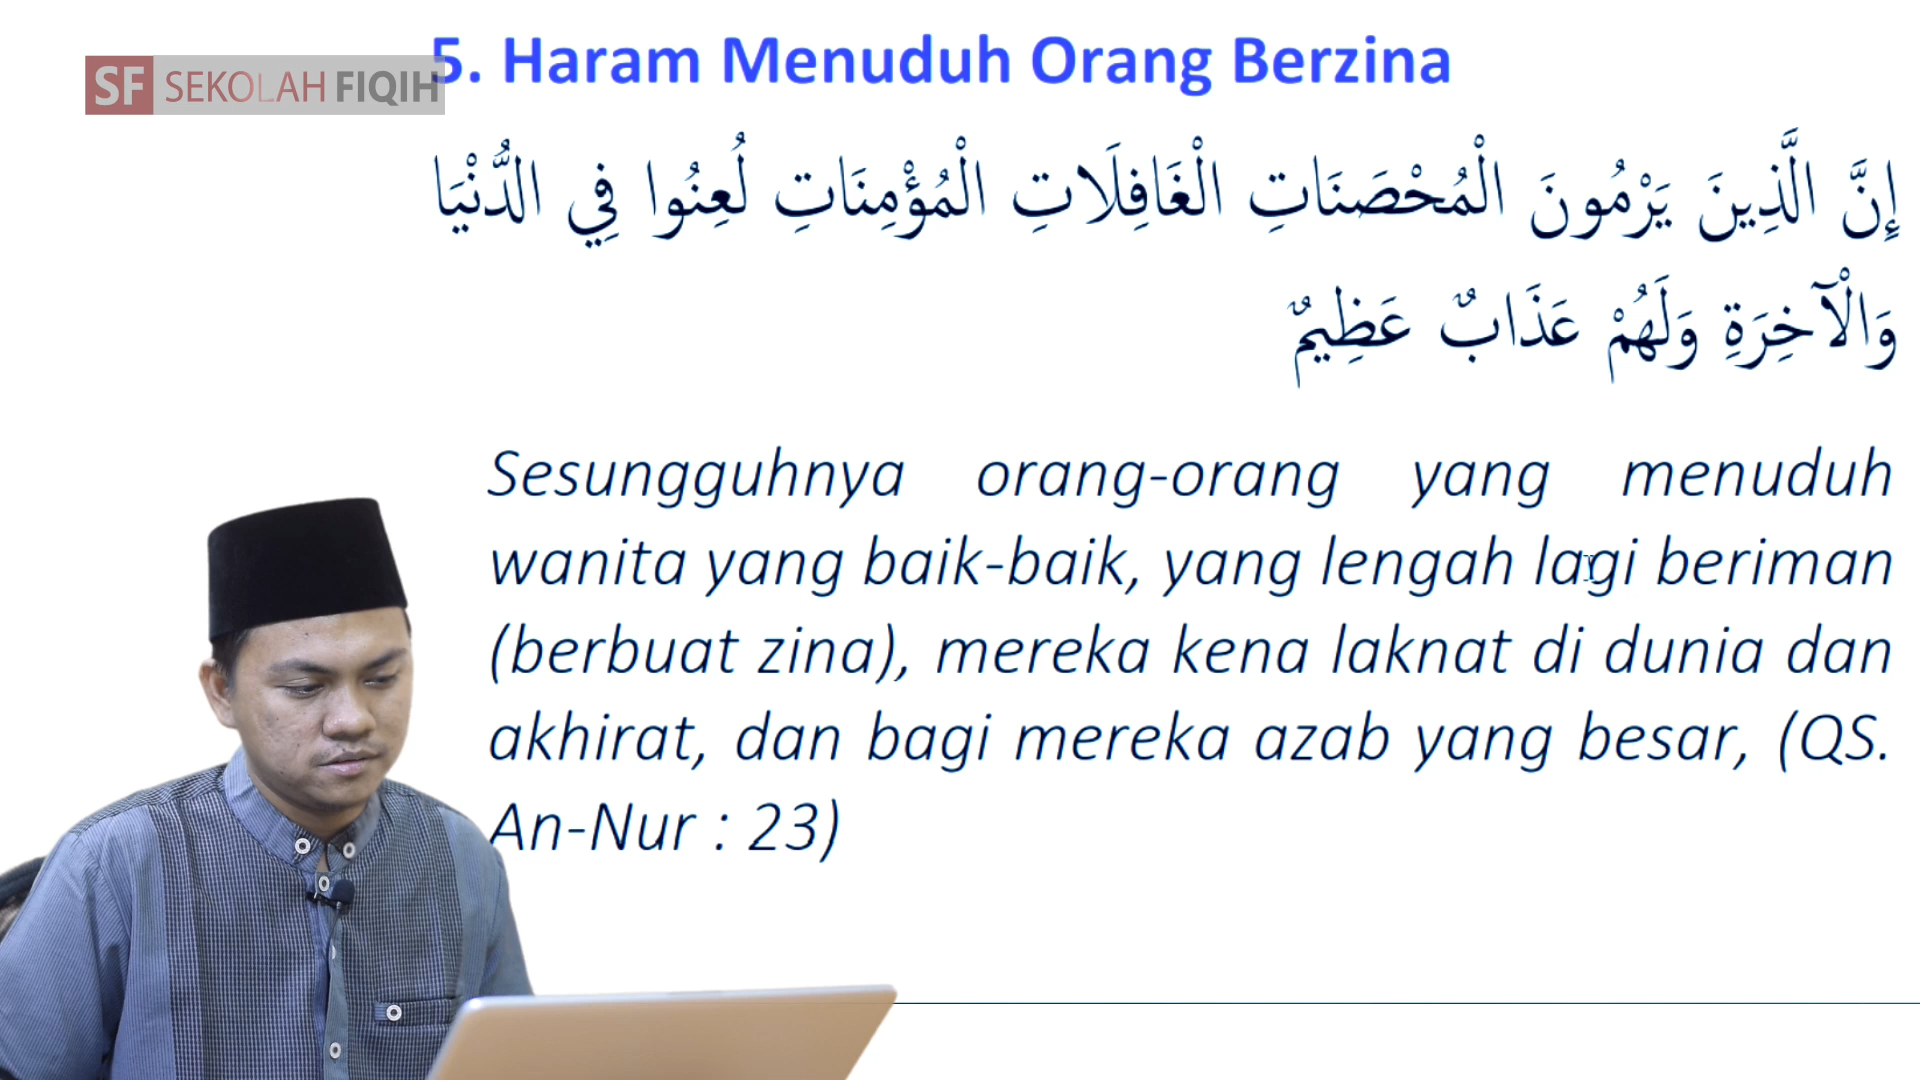 5. Haram Menuduh Orang Berzina
SF SEKOLAH FIQIH
إِنَّ الَّذِينَ يَرْمُونَ الْمُحْصَنَاتِ الْغَافِلَاتِ الْمُؤْمِنَاتِ لُعِنُوا فِي الدُّنْيَا
وَالْآخِرَةِ وَلَهُمْ عَذَابٌ عَظِيمٌ
Sesungguhnya orang-orang yang menuduh
wanita yang baik-baik, yang lengah lagi beriman
(berbuat zina), mereka kena laknat di dunia dan
akhirat, dan bagi mereka azab yang besar, (QS.
An-Nur : 23)